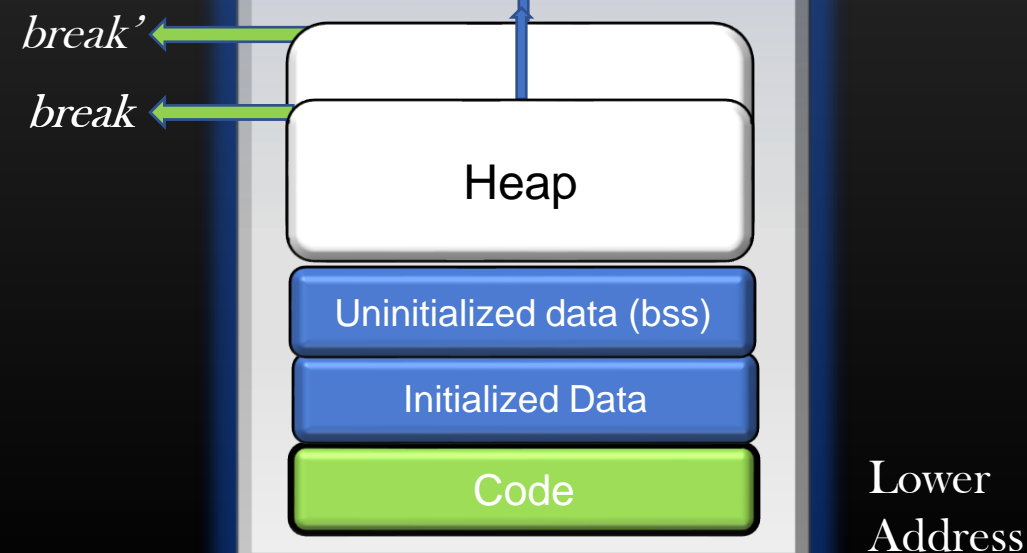 break’
break
Heap
Uninitialized data (bss)
Initialized Data
Code
Lower
Address